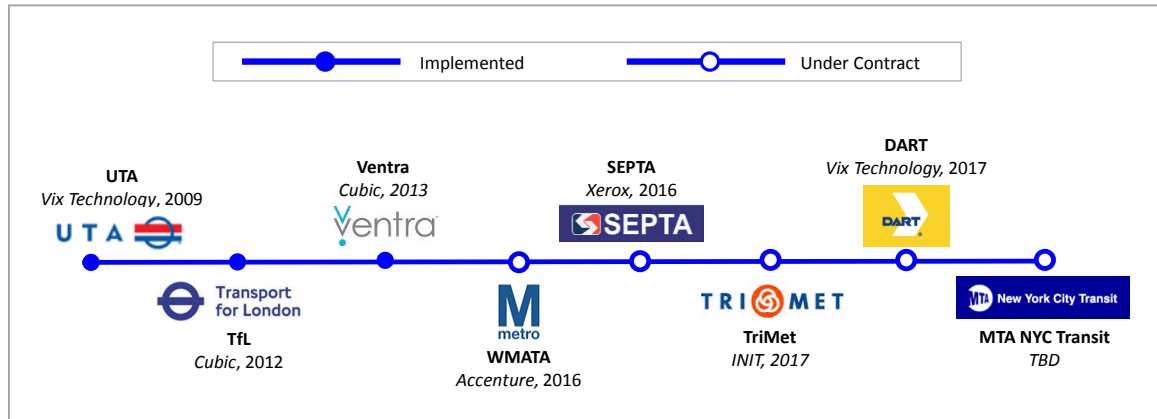 Implemented
Under Contract
UTA
Vix Technology, 2009
UTA
Transport
for London
TfL
Cubic, 2012
Ventra
Cubic, 2013
ventra
M
metro
WMATA
Accenture, 2016
SEPTA
Xerox, 2016
SEPTA
TRIMET
TriMet
INIT, 2017
DART
Vix Technology, 2017
DART
MTA New York City Transit
MTA NYC Transit
TBD